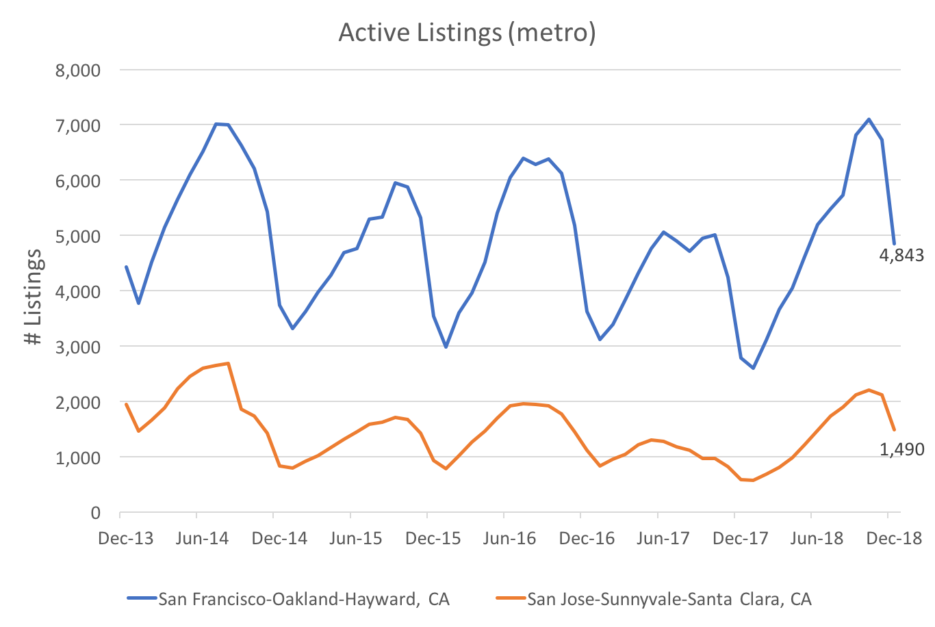 Active Listings (metro)
# Listings
8,000
7,000
6,000
5,000
4,000
3,000
2,000
1,000
0
4,843
1,490
Dec-13 Jun-14 Dec-14 Jun-15 Dec-15 Jun-16 Dec-16 Jun-17 Dec-17 Jun-18 Dec-18
San Francisco-Oakland-Hayward, CA San Jose-Sunnyvale-Santa Clara, CA